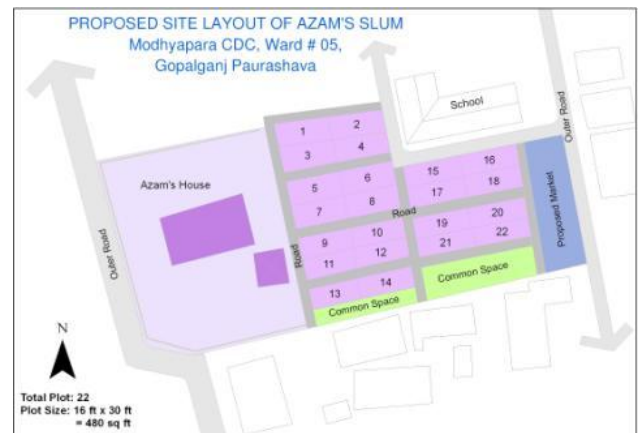 PROPOSED SITE LAYOUT OF AZAM'S SLUM
Modhyapara CDC, Ward # 05,
Gopalganj Paurashava
School
Outer Road
1 2
3 4
Azam's House
5 6
7 8
15 16
17 18
Road
Proposed Market
Outer Road
Road
9 10
11 12
19 20
21 22
13 14
Common Space
Common Space
N
Total Plot: 22
Plot Size: 16 ft x 30 ft
= 480 sq ft